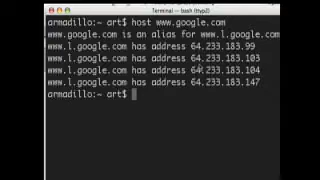 Terminal — bash (ttyp2)
armadillo:~ art$ host www.google.com
www.google.com is an alias for www.l.google.com.
www.l.google.com has address 64.233.183.99
www.l.google.com has address 64.233.183.103
www.l.google.com has address 64.233.183.104
www.l.google.com has address 64.233.183.147
armadillo:~ art$